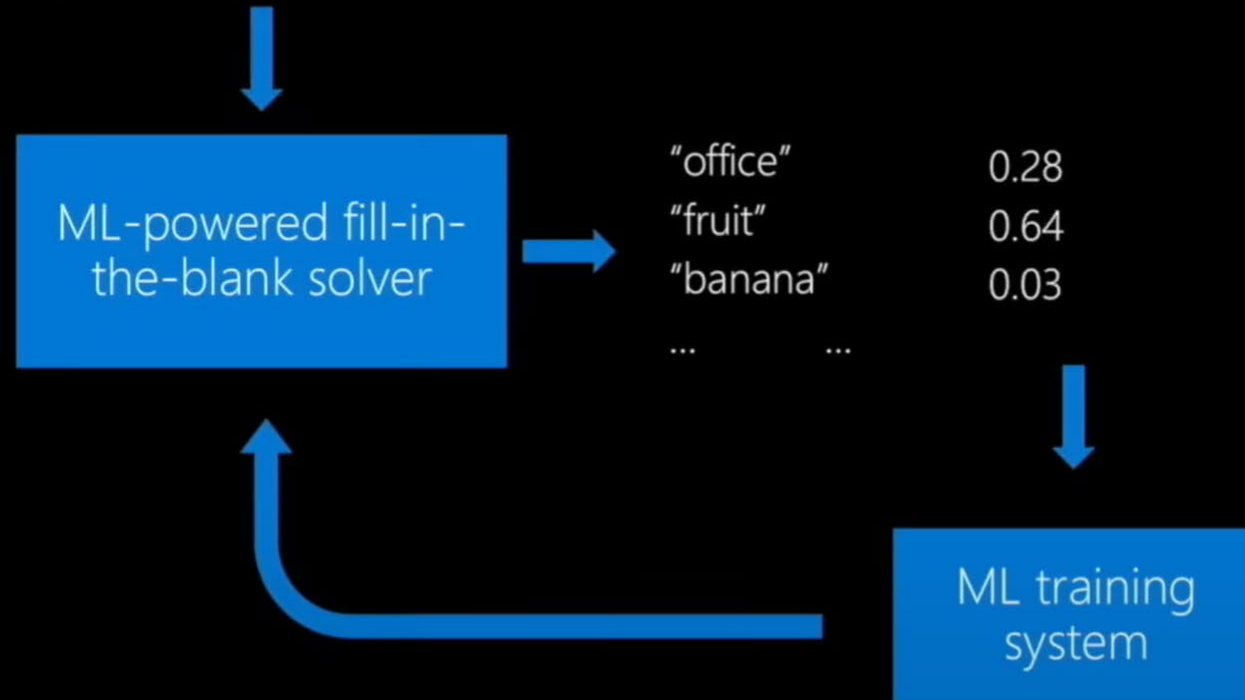 ML-powered fill-in-
the-blank solver
“office” 0.28
“fruit” 0.64
“banana” 0.03
... ...
ML training
system